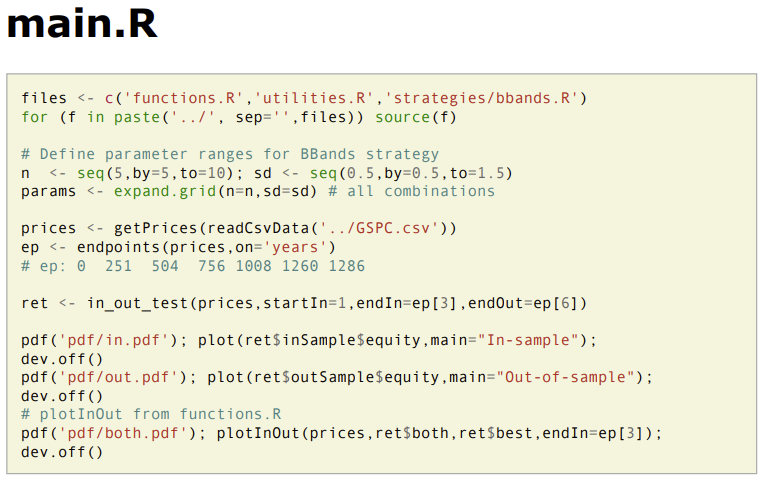 main.R
files <- c('functions.R','utilities.R','strategies/bbands.R')
for (f in paste('../', sep='',files)) source(f)
# Define parameter ranges for BBands strategy
n  <- seq(5,by=5,to=10); sd <- seq(0.5,by=0.5,to=1.5)
params <- expand.grid(n=n,sd=sd) # all combinations
prices <- getPrices(readCsvData('../GSPC.csv'))
ep <- endpoints(prices,on='years')
# ep: 0  251  504  756 1008 1260 1286
ret <- in_out_test(prices,startIn=1,endIn=ep[3],endOut=ep[6])
pdf('pdf/in.pdf'); plot(ret$inSample$equity,main="In-sample");
dev.off()
pdf('pdf/out.pdf'); plot(ret$outSample$equity,main="Out-of-sample");
dev.off()
# plotInOut from functions.R
pdf('pdf/both.pdf'); plotInOut(prices,ret$both,ret$best,endIn=ep[3]);
dev.off()